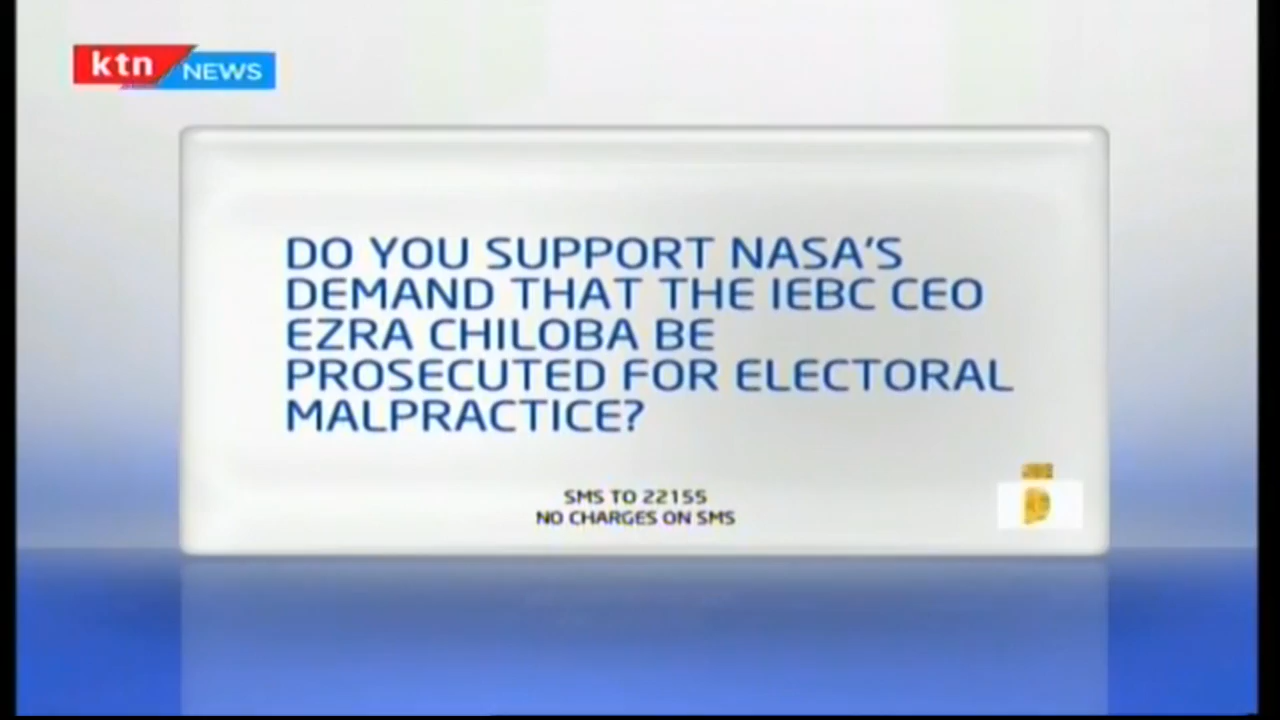 ktn NEWS
DO YOU SUPPORT NASA'S
DEMAND THAT THE IEBC CEO
EZRA CHILOBA BE
PROSECUTED FOR ELECTORAL
MALPRACTICE?
SMS TO 22155
NO CHARGES ON SMS